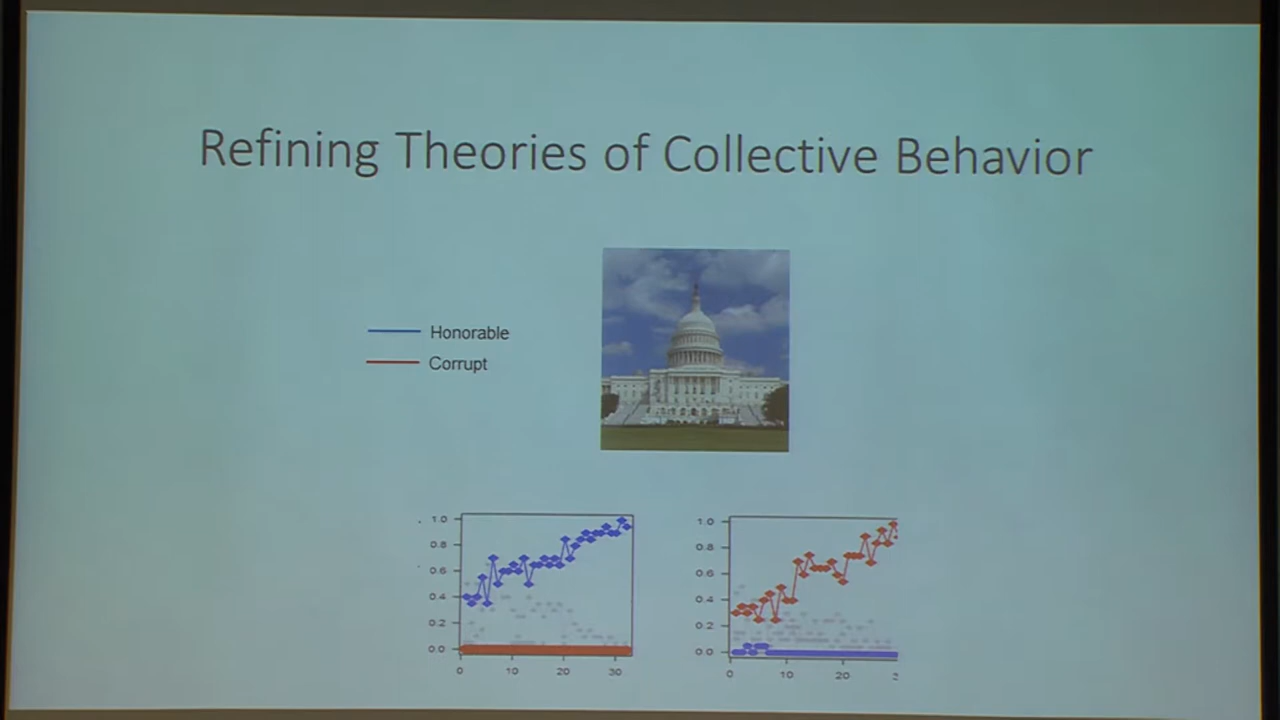 Refining Theories of Collective Behavior
Honorable
Corrupt
1.0
0.8
0.6
0.4
0.2
0.0
0 10 20 30
1.0
0.8
0.6
0.4
0.2
0.0
0 10 20